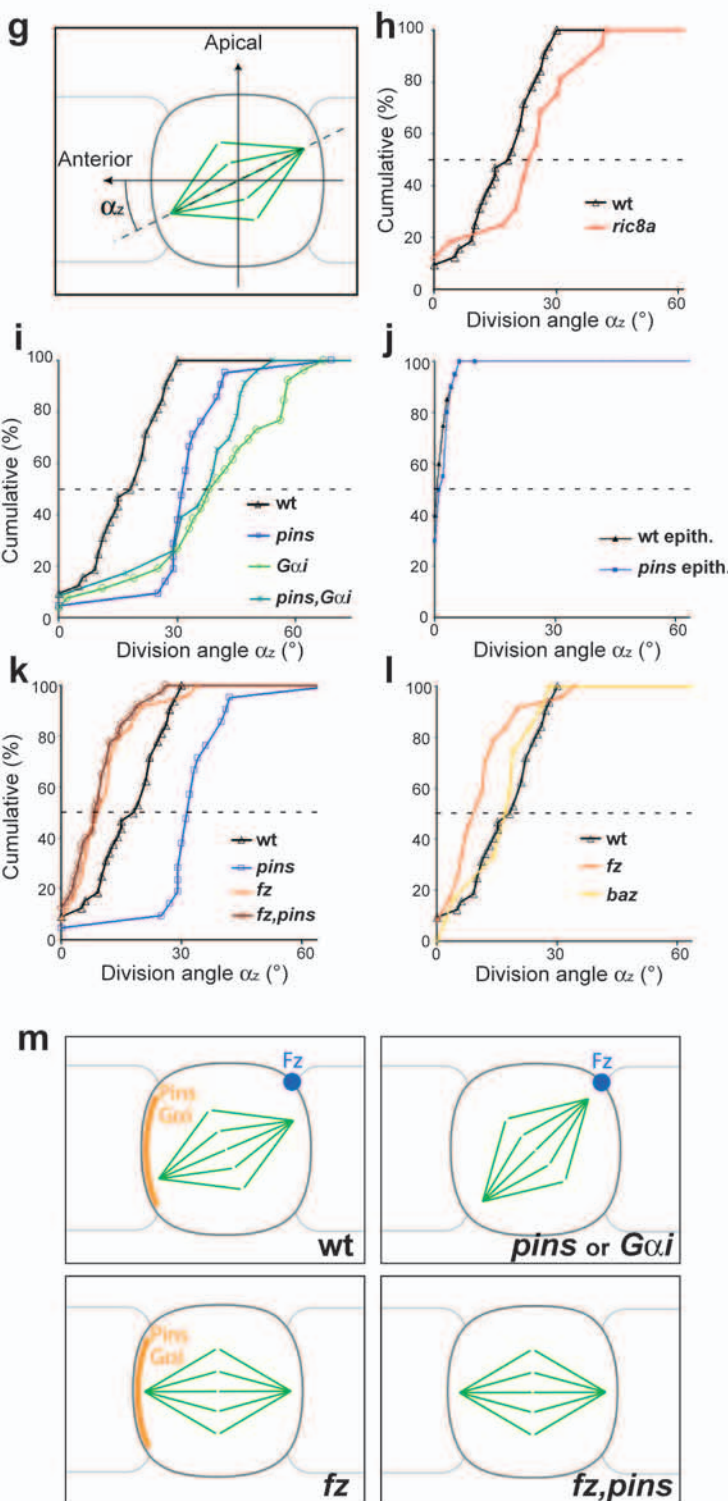 g
Apical
Anterior
αz
h
Cumulative (%)
100
80
60
40
20
0
0 30 60
Division angle αz (°)
wt
ric8a
i
Cumulative (%)
100
80
60
40
20
0
0 30 60
Division angle αz (°)
wt
pins
Gαi
pins,Gαi
j
100
80
60
40
20
0
0 30 60
Division angle αz (°)
wt epith.
pins epith.
k
Cumulative (%)
100
80
60
40
20
0
0 30 60
Division angle αz (°)
wt
pins
fz
fz,pins
l
100
80
60
40
20
0
0 30 60
Division angle αz (°)
wt
fz
baz
m
Fz
Pins
Gαi
wt
Fz
pins or Gαi
Pins
Gαi
fz
fz,pins